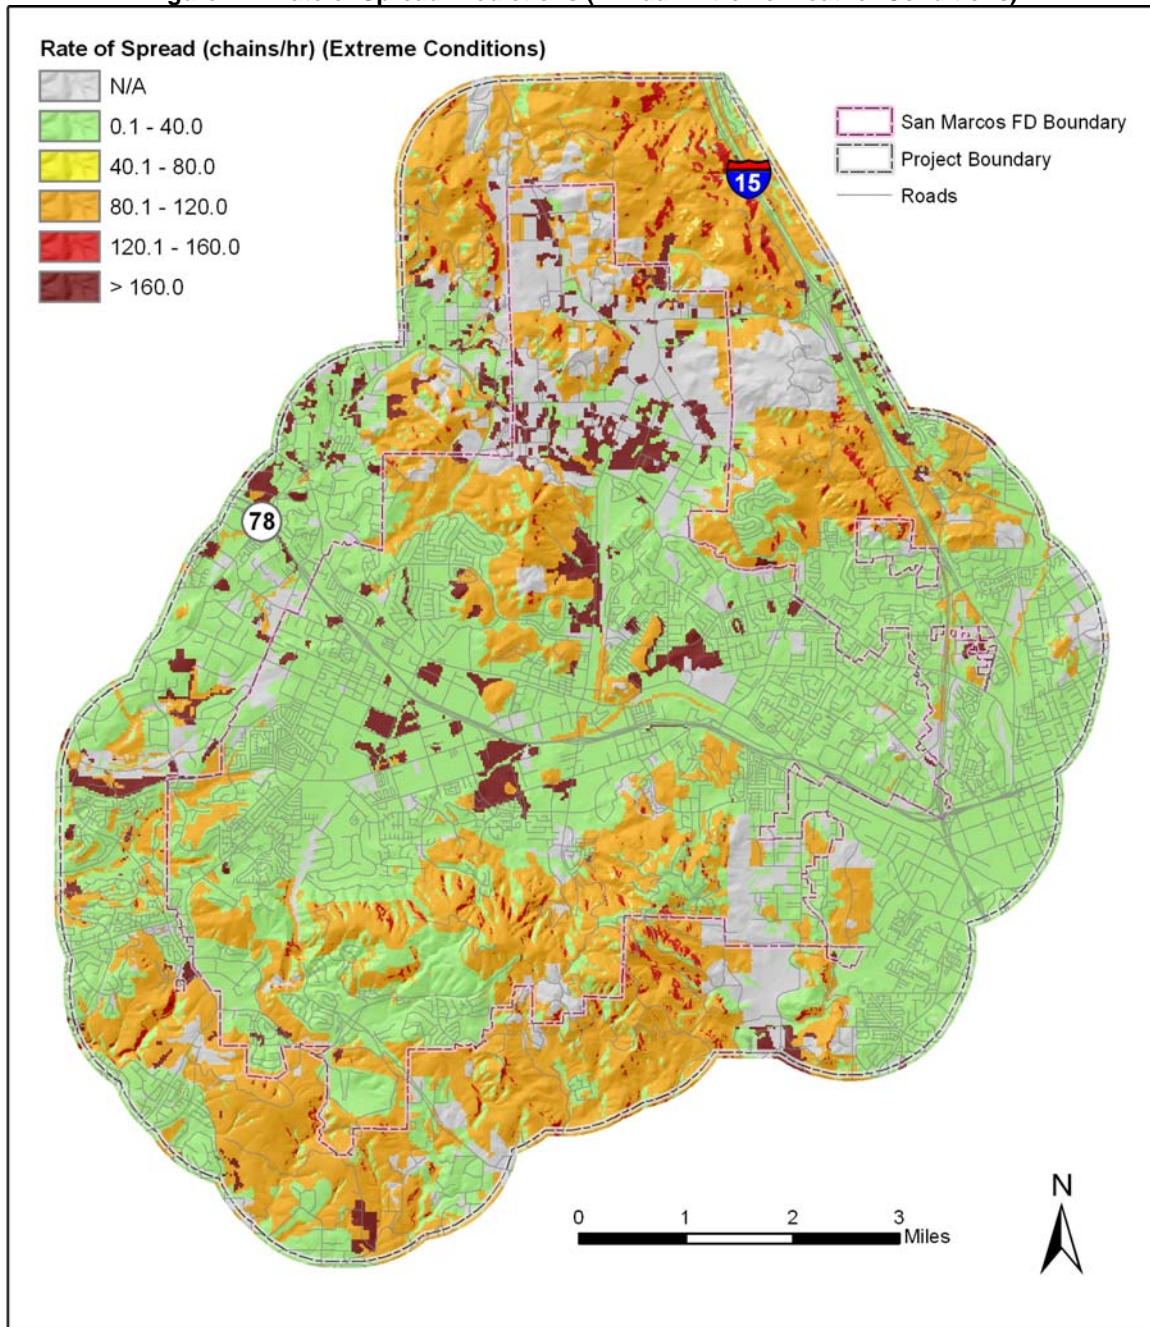 Rate of Spread (chains/hr) (Extreme Conditions)
N/A
0.1 - 40.0
40.1 - 80.0
80.1 - 120.0
120.1 - 160.0
> 160.0
San Marcos FD Boundary
Project Boundary
Roads
15
78
N
0 1 2 3
Miles